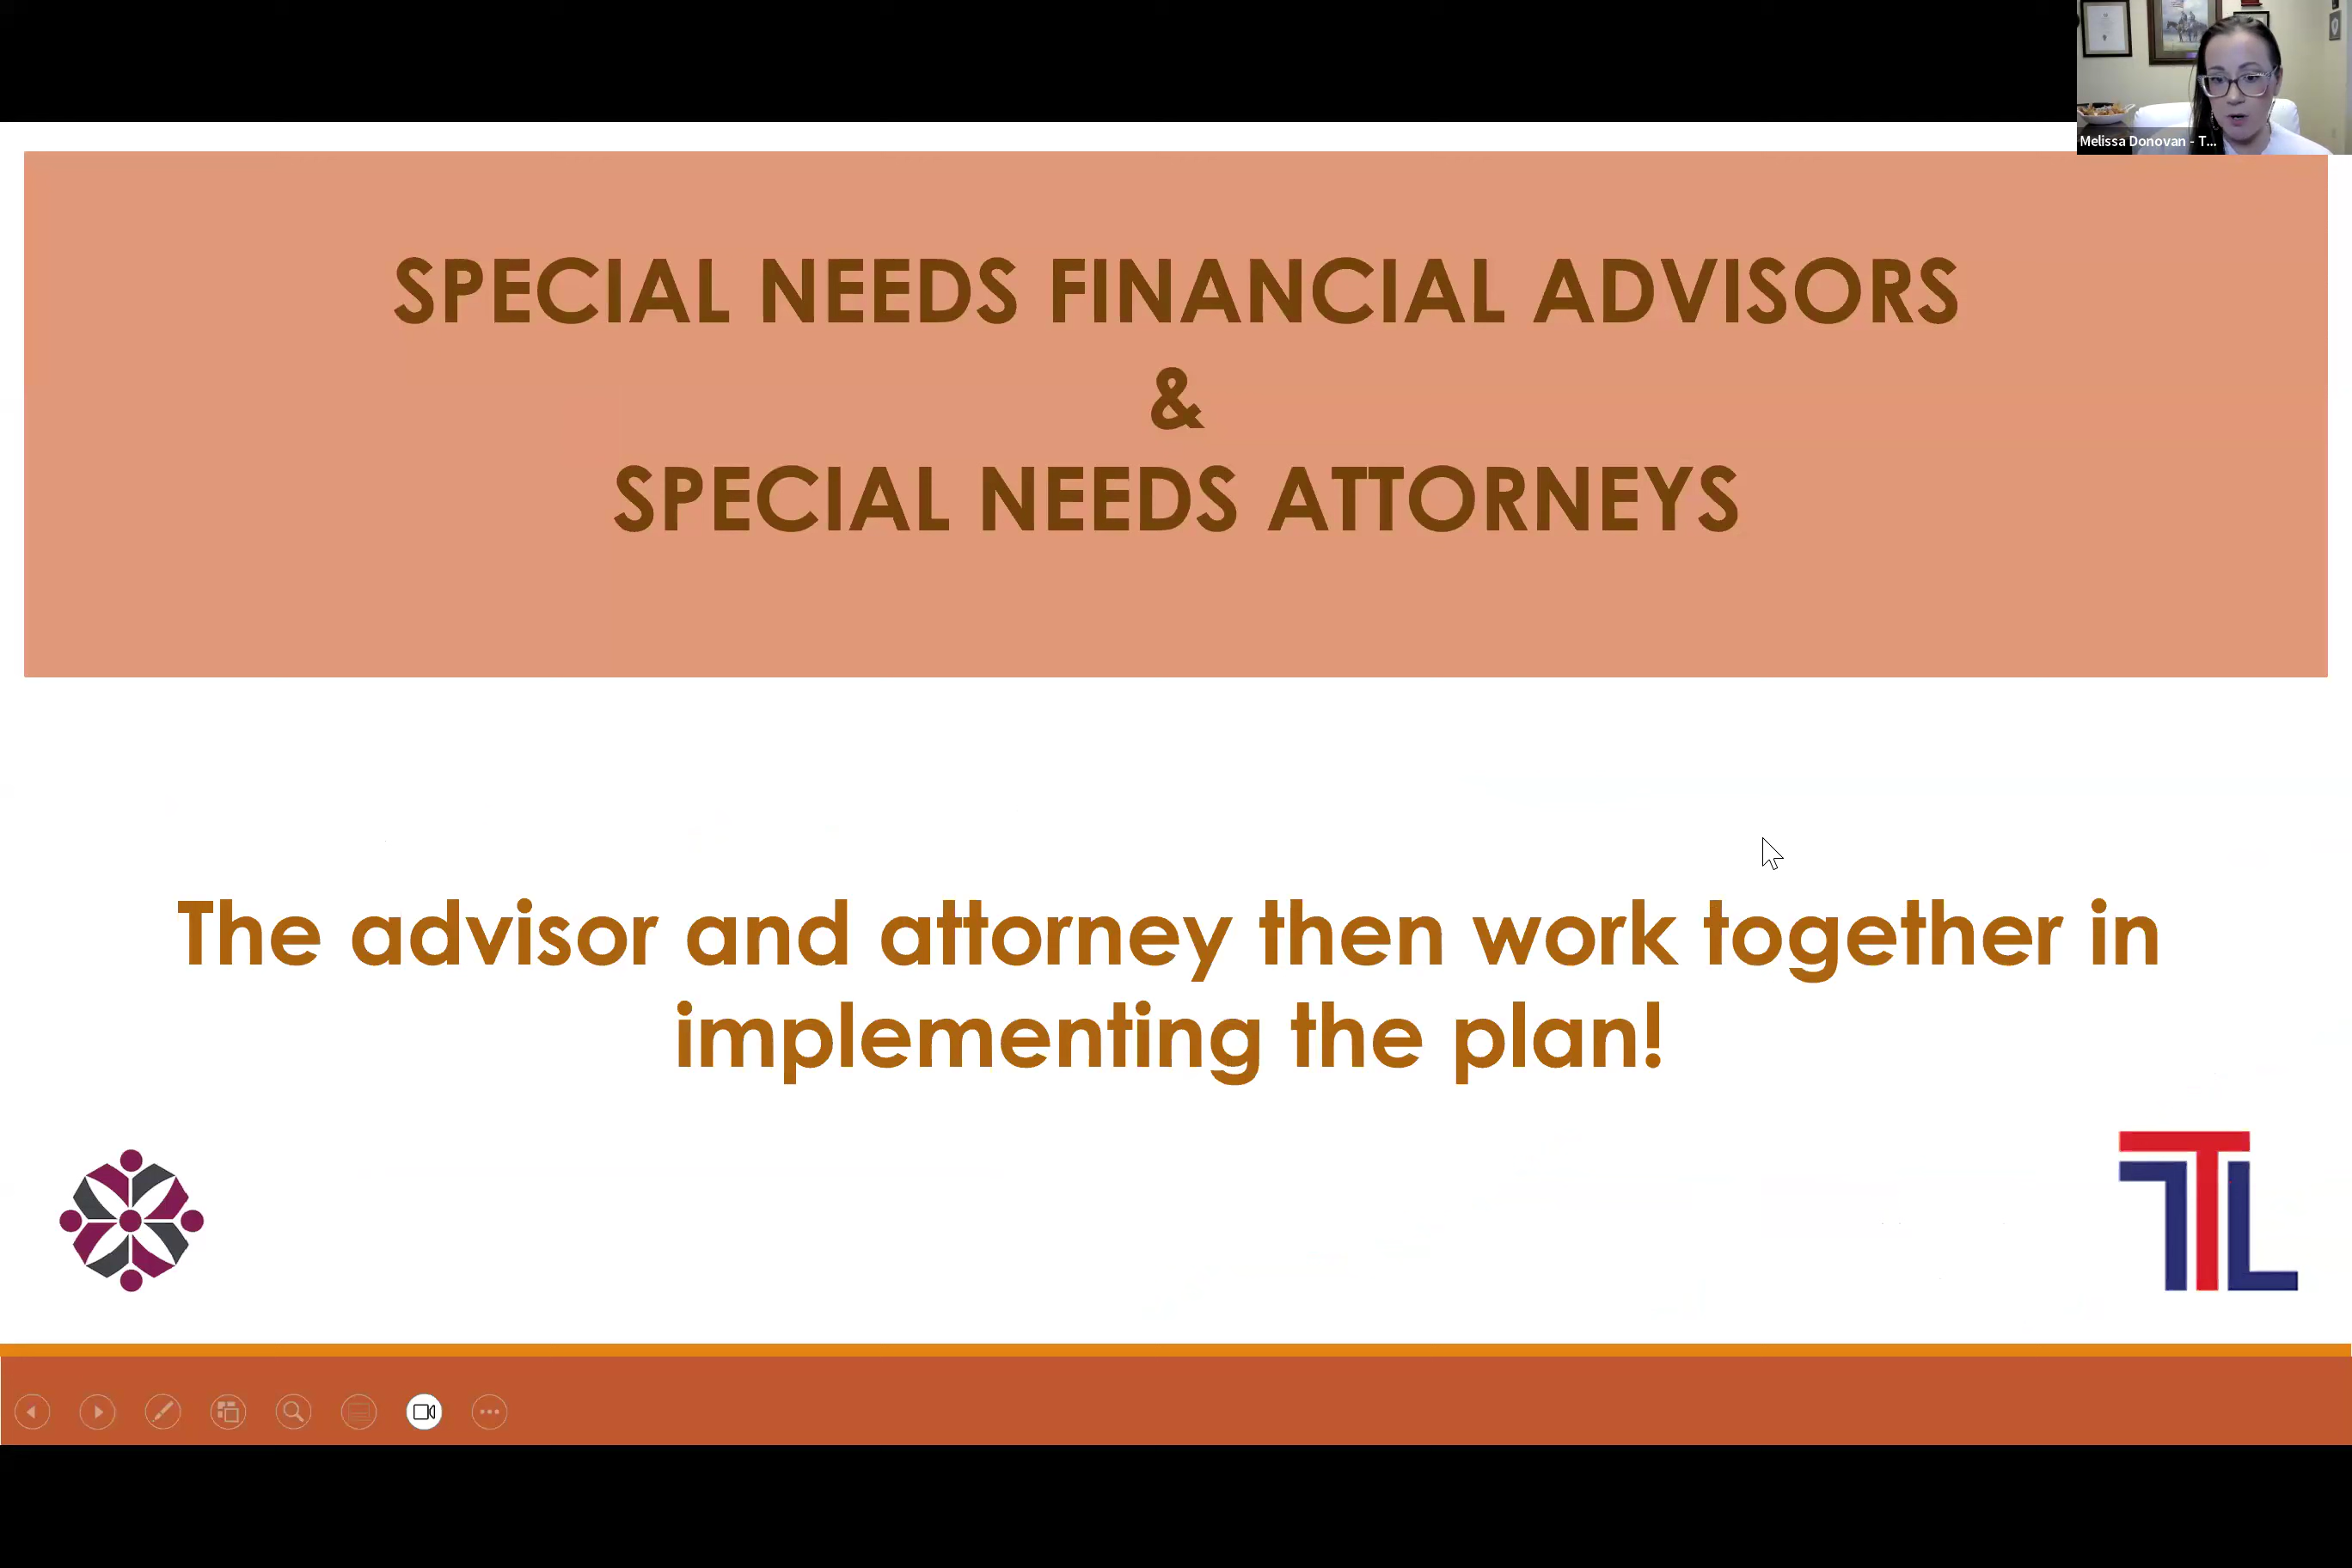 Melissa Donovan - T...
SPECIAL NEEDS FINANCIAL ADVISORS
&
SPECIAL NEEDS ATTORNEYS
The advisor and attorney then work together in
implementing the plan!
TTL